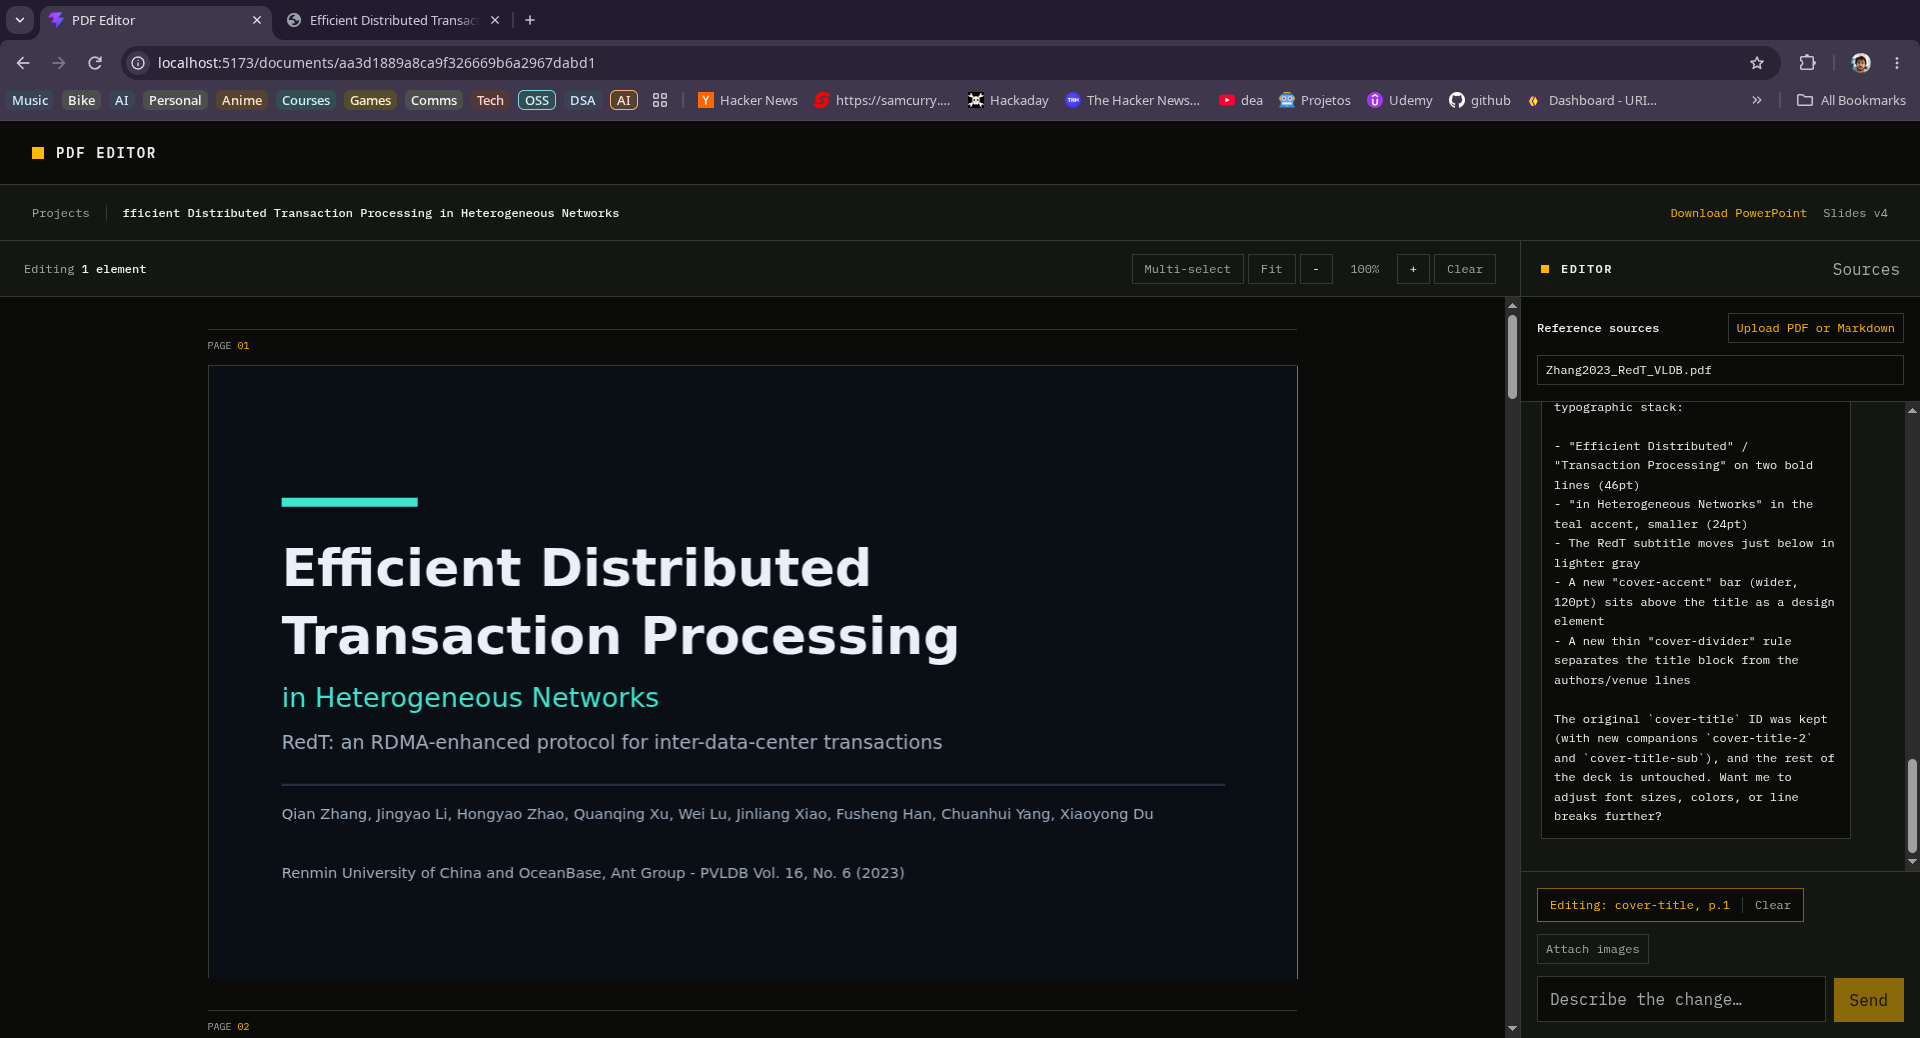 PDF Editor
Efficient Distributed Transac
localhost:5173/documents/aa3d1889a8ca9f326669b6a2967dabd1
Music Bike AI Personal Anime Courses Games Comms Tech OSS DSA AI Hacker News https://samcurry.... Hackaday The Hacker News... dea Projetos Udemy github Dashboard - URI... » All Bookmarks
PDF EDITOR
Projects fficient Distributed Transaction Processing in Heterogeneous Networks Download PowerPoint Slides v4
Editing 1 element Multi-select Fit - 100% + Clear
PAGE 01
Efficient Distributed
Transaction Processing
in Heterogeneous Networks
RedT: an RDMA-enhanced protocol for inter-data-center transactions
Qian Zhang, Jingyao Li, Hongyao Zhao, Quanqing Xu, Wei Lu, Jinliang Xiao, Fusheng Han, Chuanhui Yang, Xiaoyong Du
Renmin University of China and OceanBase, Ant Group - PVLDB Vol. 16, No. 6 (2023)
PAGE 02
EDITOR Sources
Reference sources Upload PDF or Markdown
Zhang2023_RedT_VLDB.pdf
typographic stack:
- "Efficient Distributed" /
"Transaction Processing" on two bold
lines (46pt)
- "in Heterogeneous Networks" in the
teal accent, smaller (24pt)
- The RedT subtitle moves just below in
lighter gray
- A new "cover-accent" bar (wider,
120pt) sits above the title as a design
element
- A new thin "cover-divider" rule
separates the title block from the
authors/venue lines
The original `cover-title` ID was kept
(with new companions `cover-title-2`
and `cover-title-sub`), and the rest of
the deck is untouched. Want me to
adjust font sizes, colors, or line
breaks further?
Editing: cover-title, p.1 Clear
Attach images
Describe the change… Send